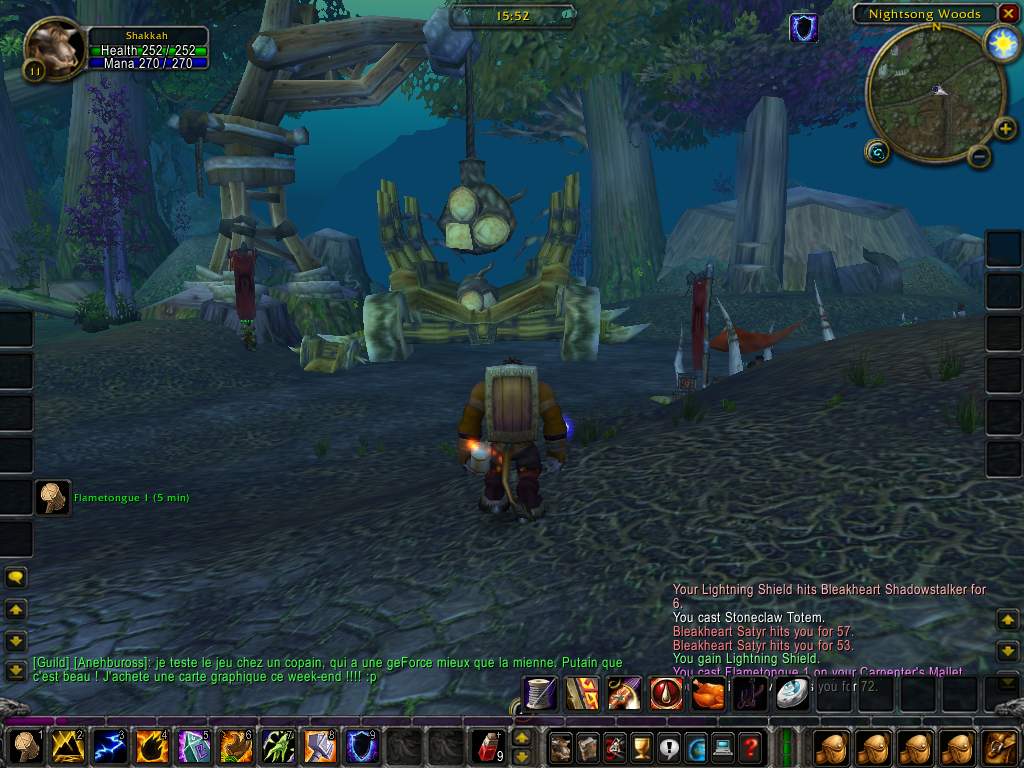 15:52
Nightsong Woods
N
Shakkah
Health 252 / 252
11
Mana 270 / 270
Flametongue 1 (5 min)
Your Lightning Shield hits Bleakheart Shadowstalker for
6.
You cast Stoneclaw Totem.
Bleakheart Satyr hits you for 57.
Bleakheart Satyr hits you for 53.
You gain Lightning Shield.
You cast Flametongue 1 on your Carpenter's Mallet.
you for 72.
[Guild] [Anehbuross]: je teste le jeu chez un copain, qui a une geForce mieux que la mienne. Putain que
c'est beau ! J'achete une carte graphique ce week-end !!!! :p
1 2 3 4 5 6 7 8 9
9